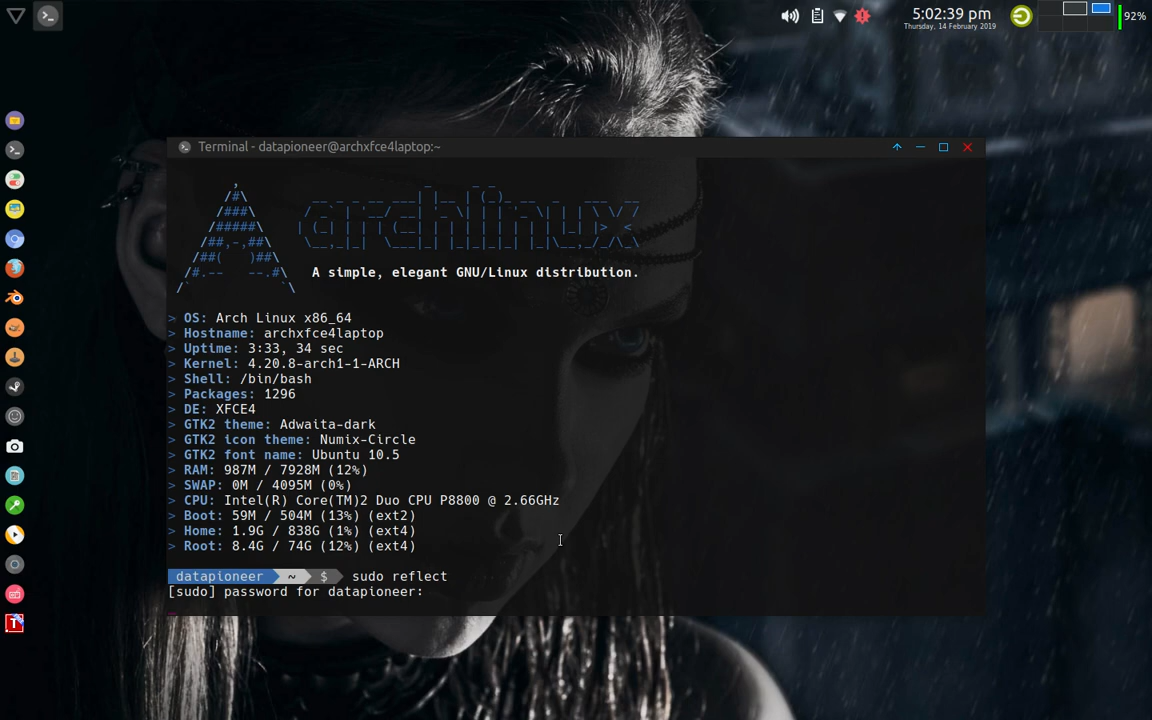 5:02:39 pm
Thursday, 14 February 2019
92%
Terminal - datapioneer@archxfce4laptop:~
arch linux
A simple, elegant GNU/Linux distribution.
> OS: Arch Linux x86_64
> Hostname: archxfce4laptop
> Uptime: 3:33, 34 sec
> Kernel: 4.20.8-arch1-1-ARCH
> Shell: /bin/bash
> Packages: 1296
> DE: XFCE4
> GTK2 theme: Adwaita-dark
> GTK2 icon theme: Numix-Circle
> GTK2 font name: Ubuntu 10.5
> RAM: 987M / 7928M (12%)
> SWAP: 0M / 4095M (0%)
> CPU: Intel(R) Core(TM)2 Duo CPU P8800 @ 2.66GHz
> Boot: 59M / 504M (13%) (ext2)
> Home: 1.9G / 838G (1%) (ext4)
> Root: 8.4G / 74G (12%) (ext4)
datapioneer ~ $ sudo reflect
[sudo] password for datapioneer:
T